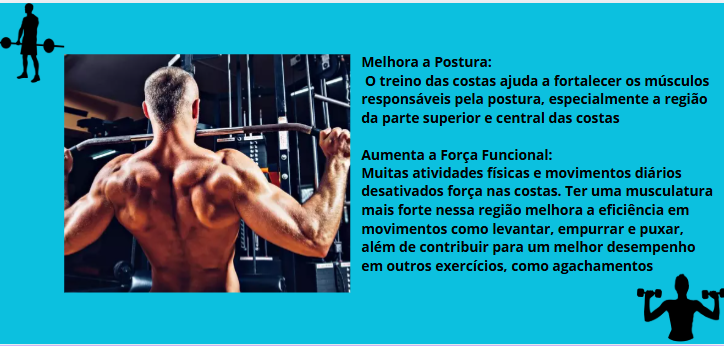 Melhora a Postura:
O treino das costas ajuda a fortalecer os músculos
responsáveis pela postura, especialmente a região
da parte superior e central das costas
Aumenta a Força Funcional:
Muitas atividades físicas e movimentos diários
desativados força nas costas. Ter uma musculatura
mais forte nessa região melhora a eficiência em
movimentos como levantar, empurrar e puxar,
além de contribuir para um melhor desempenho
em outros exercícios, como agachamentos